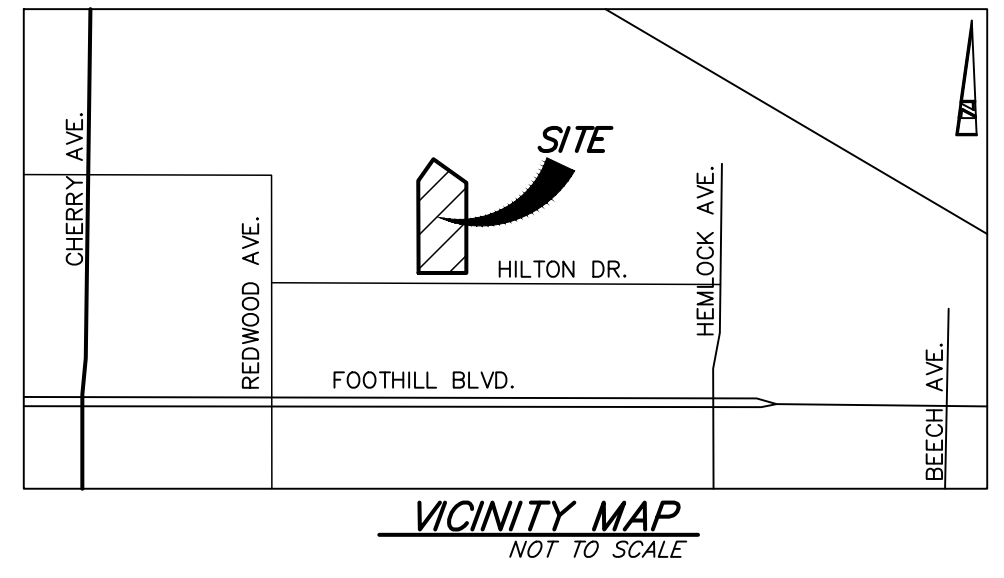 SITE
CHERRY AVE.
REDWOOD AVE.
HILTON DR.
HEMLOCK AVE.
FOOTHILL BLVD.
BEECH AVE.
VICINITY MAP
NOT TO SCALE